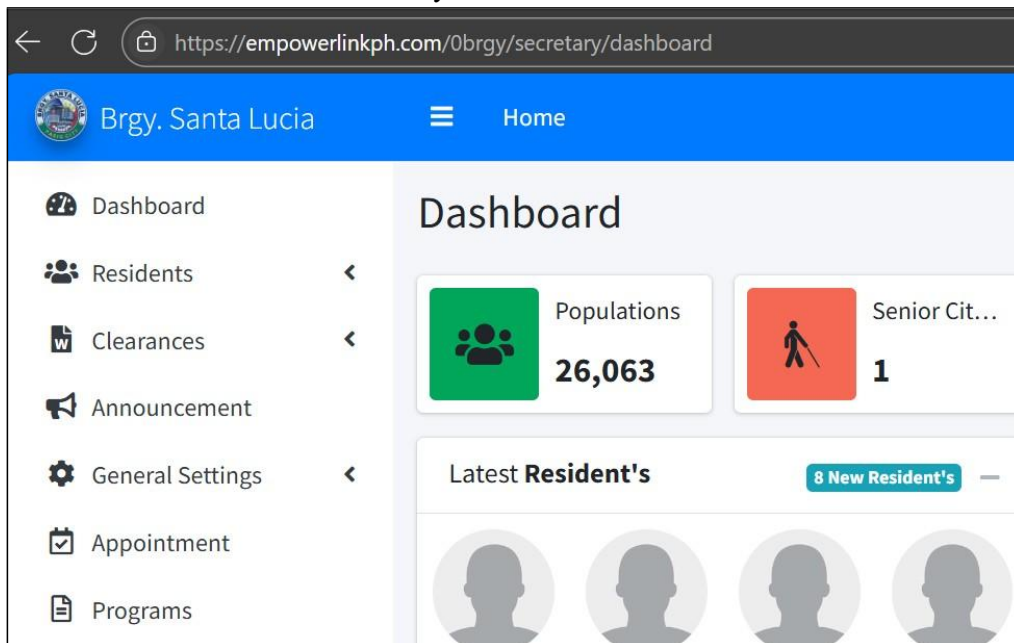 https://empowerlinkph.com/0brgy/secretary/dashboard
Brgy. Santa Lucia
Home
Dashboard
Residents
Clearances
Announcement
General Settings
Appointment
Programs
Dashboard
Populations
26,063
Senior Cit...
1
Latest Resident's
8 New Resident's